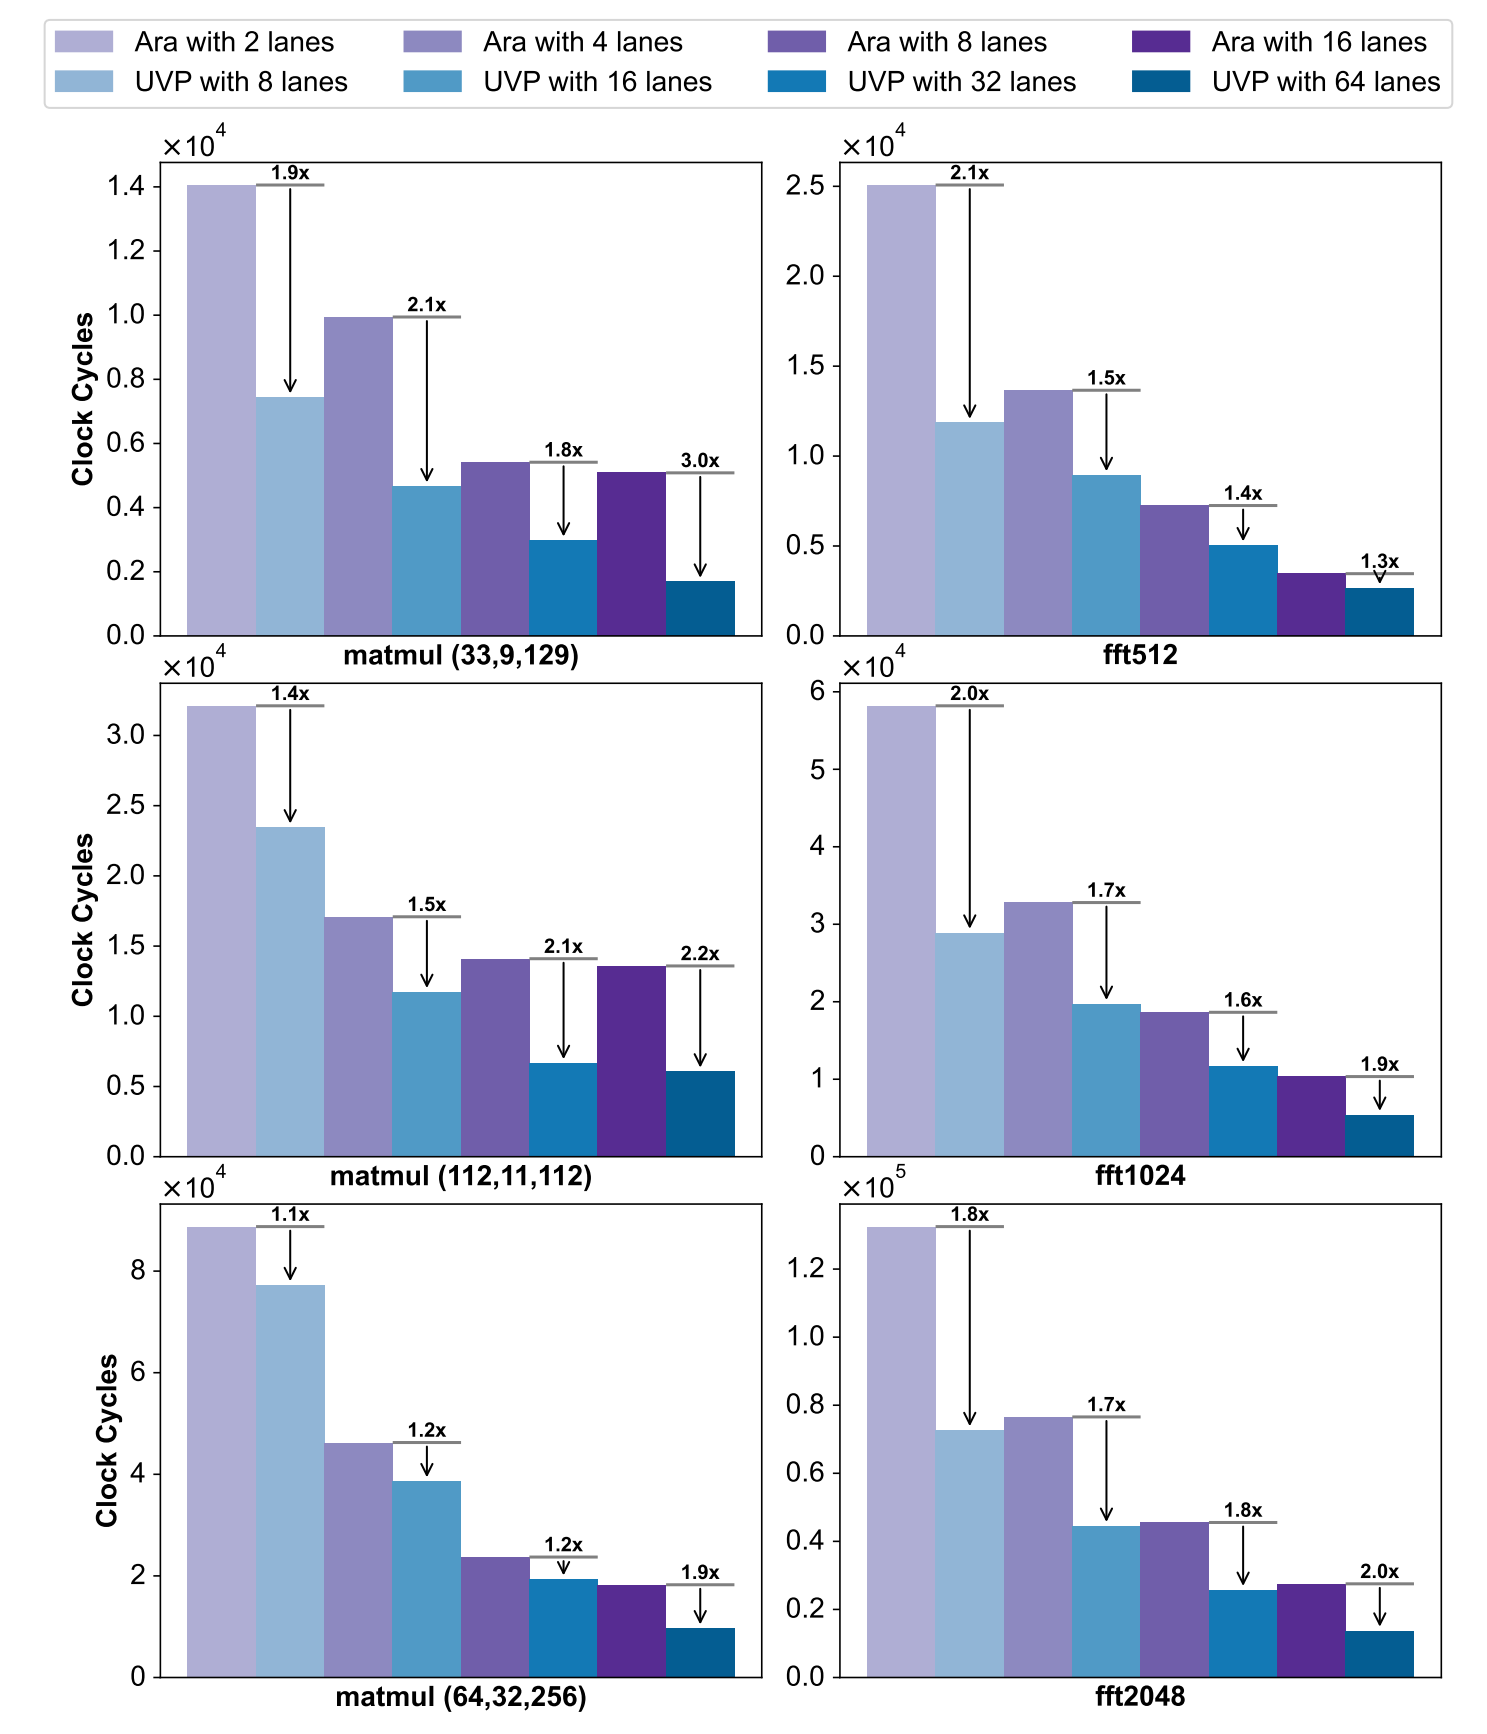 Ara with 2 lanes Ara with 4 lanes Ara with 8 lanes Ara with 16 lanes
UVP with 8 lanes UVP with 16 lanes UVP with 32 lanes UVP with 64 lanes
×10^4
1.4
1.2
1.0
0.8
0.6
0.4
0.2
0.0
Clock Cycles
1.9x
2.1x
1.8x
3.0x
matmul (33,9,129)
×10^4
2.5
2.0
1.5
1.0
0.5
0.0
2.1x
1.5x
1.4x
1.3x
fft512
×10^4
3.0
2.5
2.0
1.5
1.0
0.5
0.0
Clock Cycles
1.4x
1.5x
2.1x
2.2x
matmul (112,11,112)
×10^4
6
5
4
3
2
1
0
2.0x
1.7x
1.6x
1.9x
fft1024
×10^4
8
6
4
2
0
Clock Cycles
1.1x
1.2x
1.2x
1.9x
matmul (64,32,256)
×10^5
1.2
1.0
0.8
0.6
0.4
0.2
0.0
1.8x
1.7x
1.8x
2.0x
fft2048